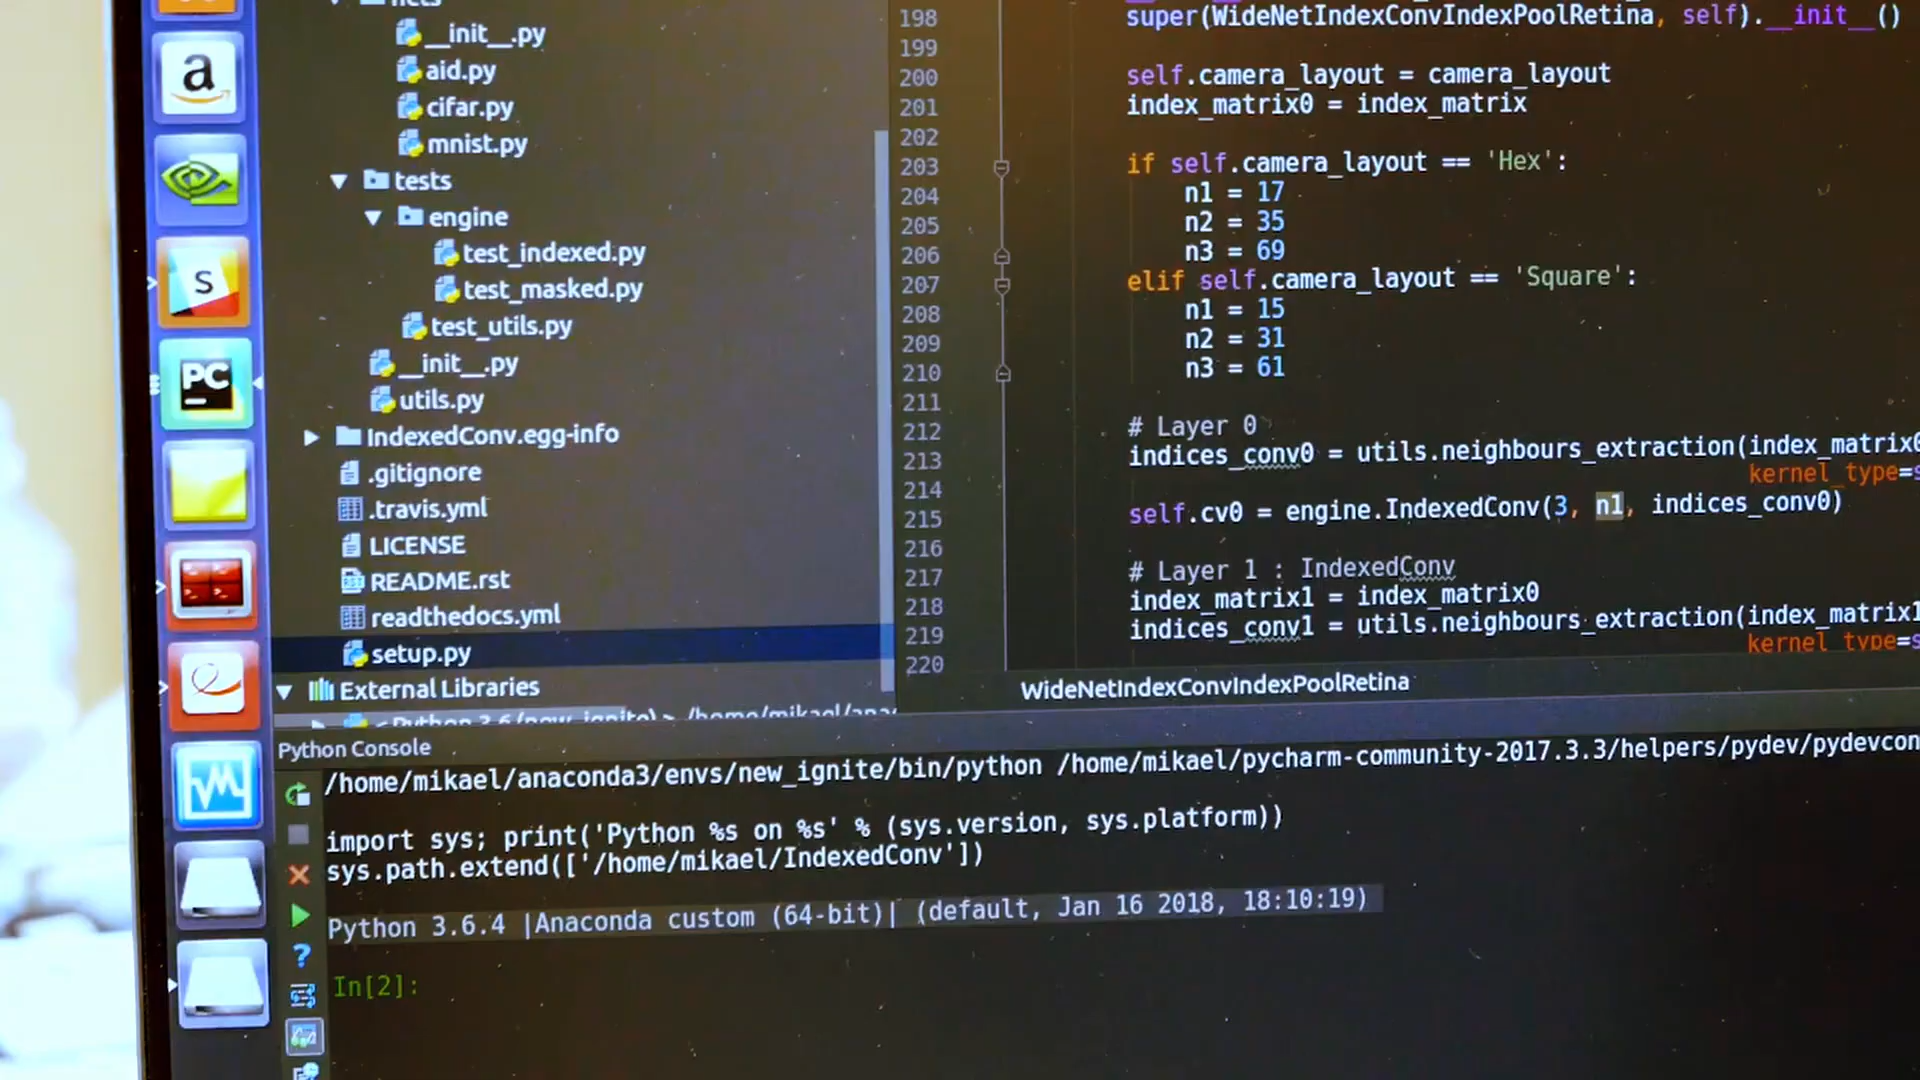 nets
__init__.py
aid.py
cifar.py
mnist.py
tests
engine
test_indexed.py
test_masked.py
test_utils.py
__init__.py
utils.py
IndexedConv.egg-info
.gitignore
.travis.yml
LICENSE
README.rst
readthedocs.yml
setup.py
External Libraries
< Python 3.6 (new_ignite) > /home/mikael/anac
198 super(WideNetIndexConvIndexPoolRetina, self).__init__()
199
200 self.camera_layout = camera_layout
201 index_matrix0 = index_matrix
202
203 if self.camera_layout == 'Hex':
204 n1 = 17
205 n2 = 35
206 n3 = 69
207 elif self.camera_layout == 'Square':
208 n1 = 15
209 n2 = 31
210 n3 = 61
211
212 # Layer 0
213 indices_conv0 = utils.neighbours_extraction(index_matrix0
214 kernel_type=s
215 self.cv0 = engine.IndexedConv(3, n1, indices_conv0)
216
217 # Layer 1 : IndexedConv
218 index_matrix1 = index_matrix0
219 indices_conv1 = utils.neighbours_extraction(index_matrix1
220 kernel_type=s
WideNetIndexConvIndexPoolRetina
Python Console
/home/mikael/anaconda3/envs/new_ignite/bin/python /home/mikael/pycharm-community-2017.3.3/helpers/pydev/pydevcon
import sys; print('Python %s on %s' % (sys.version, sys.platform))
sys.path.extend(['/home/mikael/IndexedConv'])
Python 3.6.4 |Anaconda custom (64-bit)| (default, Jan 16 2018, 18:10:19)
In[2]:
a
S
PC